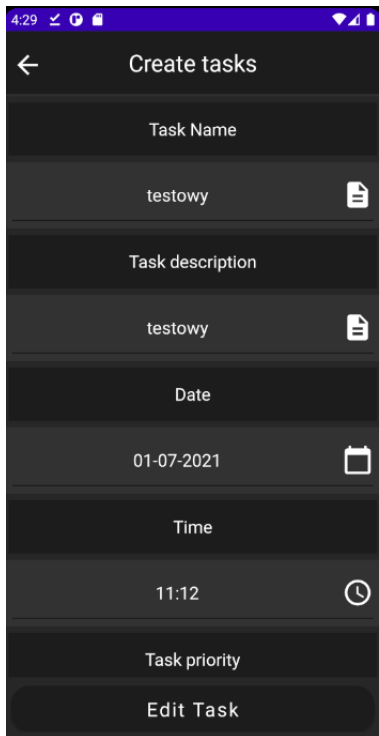 4:29
Create tasks
Task Name
testowy
Task description
testowy
Date
01-07-2021
Time
11:12
Task priority
Edit Task